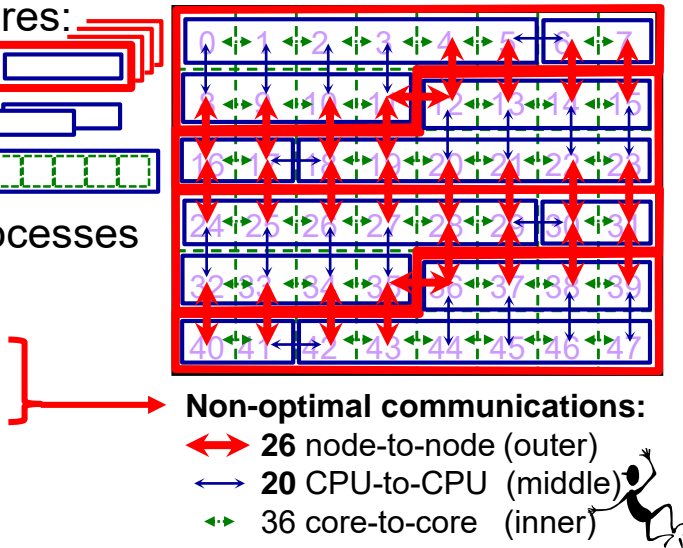 res:
0 1 2 3 4 5 6 7
8 9 10 11 12 13 14 15
16 17 18 19 20 21 22 23
ocesses
24 25 26 27 28 29 30 31
32 33 34 35 36 37 38 39
40 41 42 43 44 45 46 47
Non-optimal communications:
26 node-to-node (outer)
20 CPU-to-CPU (middle)
36 core-to-core (inner)